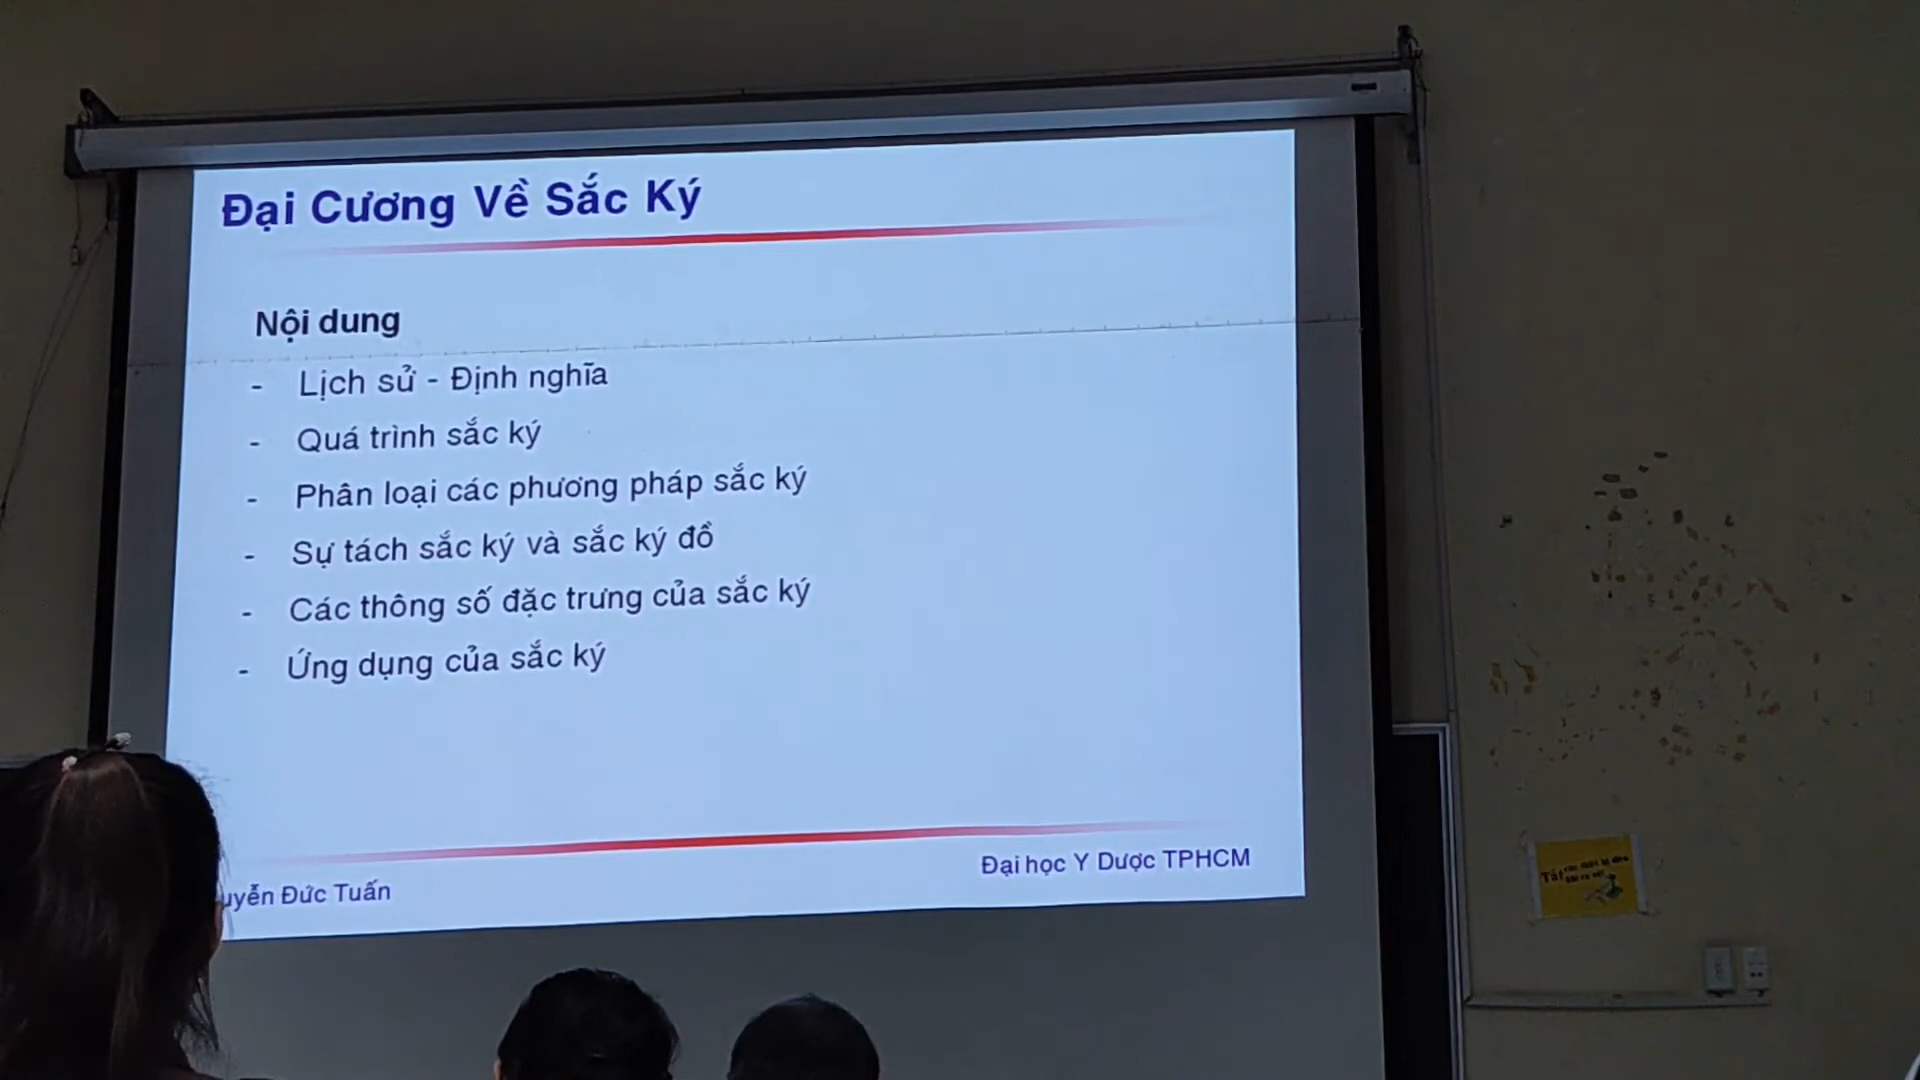 Đại Cương Về Sắc Ký
Nội dung
- Lịch sử - Định nghĩa
- Quá trình sắc ký
- Phân loại các phương pháp sắc ký
- Sự tách sắc ký và sắc ký đồ
- Các thông số đặc trưng của sắc ký
- Ứng dụng của sắc ký
uyễn Đức Tuấn
Đại học Y Dược TPHCM
Tắt